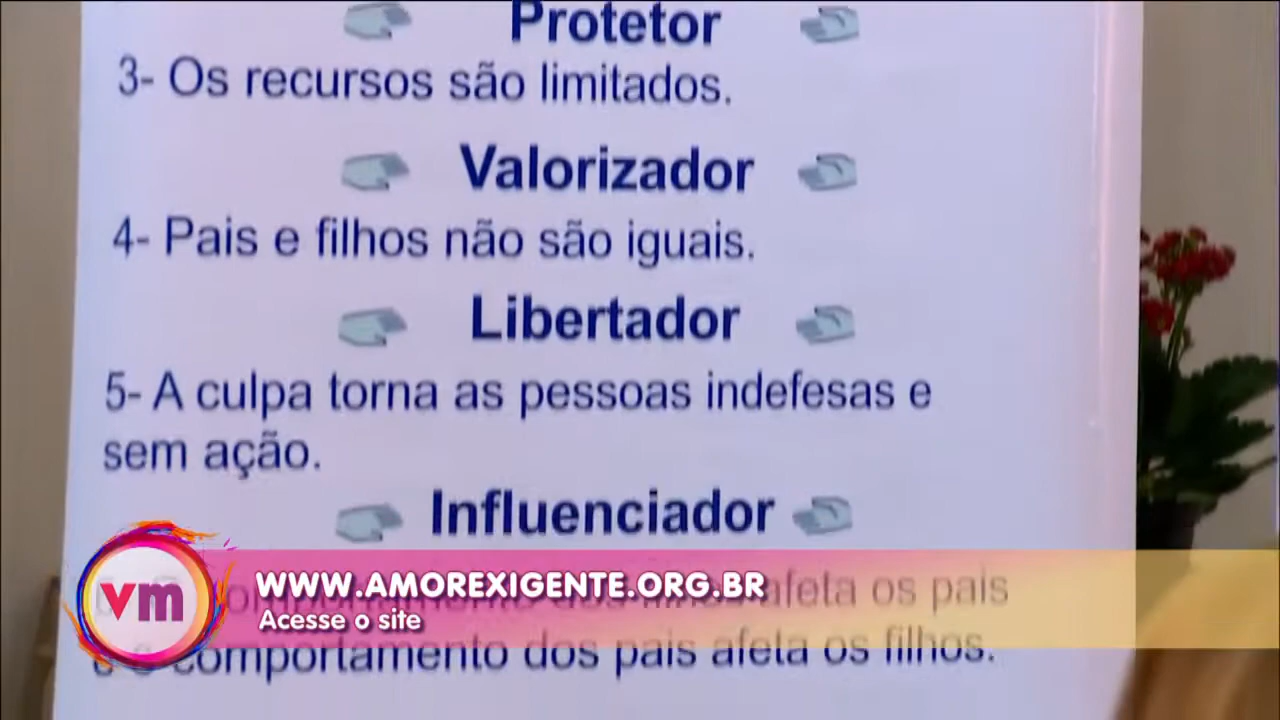 Protetor
3- Os recursos são limitados.
Valorizador
4- Pais e filhos não são iguais.
Libertador
5- A culpa torna as pessoas indefesas e
sem ação.
Influenciador
vm
WWW.AMOREXIGENTE.ORG.BR
Acesse o site
afeta os pais
comportamento dos pais afeta os filhos.